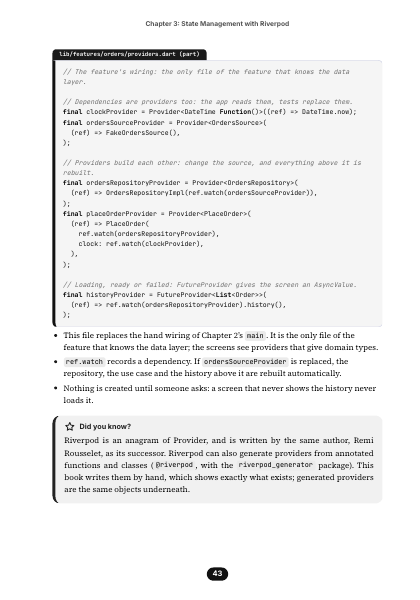 Chapter 3: State Management with Riverpod
lib/features/orders/providers.dart (part)
// The feature's wiring: the only file of the feature that knows the data
layer.
// Dependencies are providers too: the app reads them, tests replace them.
final clockProvider = Provider<DateTime Function()>((ref) => DateTime.now);
final ordersSourceProvider = Provider<OrdersSource>(
(ref) => FakeOrdersSource(),
);
// Providers build each other: change the source, and everything above it is
rebuilt.
final ordersRepositoryProvider = Provider<OrdersRepository>(
(ref) => OrdersRepositoryImpl(ref.watch(ordersSourceProvider)),
);
final placeOrderProvider = Provider<PlaceOrder>(
(ref) => PlaceOrder(
ref.watch(ordersRepositoryProvider),
clock: ref.watch(clockProvider),
),
);
// Loading, ready or failed: FutureProvider gives the screen an AsyncValue.
final historyProvider = FutureProvider<List<Order>>(
(ref) => ref.watch(ordersRepositoryProvider).history(),
);
• This file replaces the hand wiring of Chapter 2's main. It is the only file of the
feature that knows the data layer; the screens see providers that give domain types.
• ref.watch records a dependency. If ordersSourceProvider is replaced, the
repository, the use case and the history above it are rebuilt automatically.
• Nothing is created until someone asks: a screen that never shows the history never
loads it.
Did you know?
Riverpod is an anagram of Provider, and is written by the same author, Remi
Rousselet, as its successor. Riverpod can also generate providers from annotated
functions and classes (@riverpod, with the riverpod_generator package). This
book writes them by hand, which shows exactly what exists; generated providers
are the same objects underneath.
43